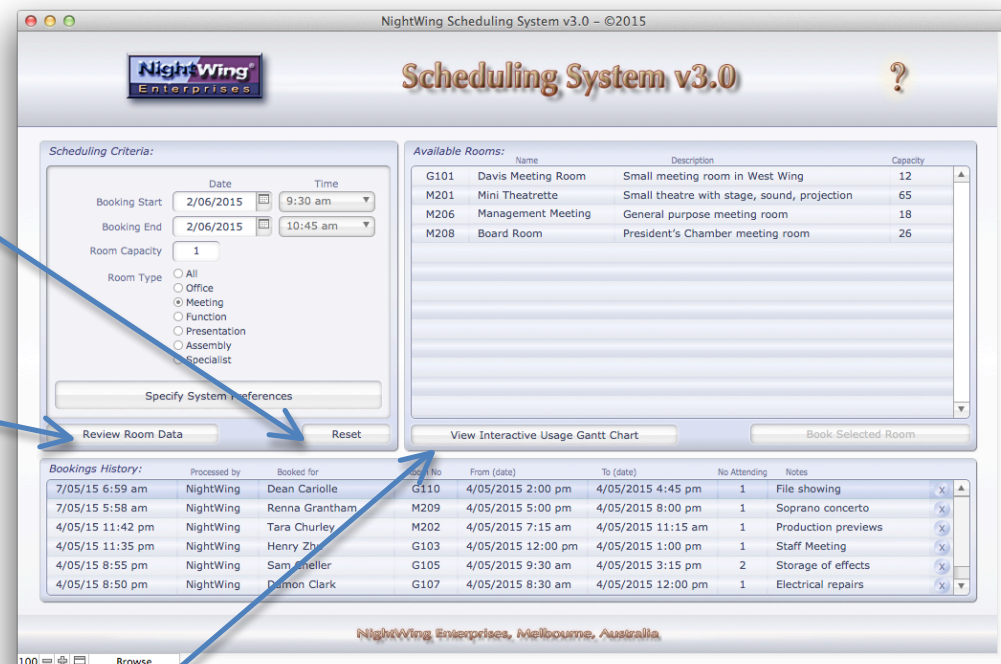 NightWing Scheduling System v3.0 – ©2015
NightWing
Enterprises
Scheduling System v3.0
?
Scheduling Criteria:
Date Time
Booking Start 2/06/2015 9:30 am
Booking End 2/06/2015 10:45 am
Room Capacity 1
Room Type All
Office
Meeting
Function
Presentation
Assembly
Specialist
Specify System Preferences
Review Room Data Reset
Available Rooms:
Name Description Capacity
G101 Davis Meeting Room Small meeting room in West Wing 12
M201 Mini Theatrette Small theatre with stage, sound, projection 65
M206 Management Meeting General purpose meeting room 18
M208 Board Room President's Chamber meeting room 26
View Interactive Usage Gantt Chart Book Selected Room
Bookings History: Processed by Booked for Room No From (date) To (date) No Attending Notes
7/05/15 6:59 am NightWing Dean Cariolle G110 4/05/2015 2:00 pm 4/05/2015 4:45 pm 1 File showing x
7/05/15 5:58 am NightWing Renna Grantham M209 4/05/2015 5:00 pm 4/05/2015 8:00 pm 1 Soprano concerto x
4/05/15 11:42 pm NightWing Tara Churley M202 4/05/2015 7:15 am 4/05/2015 11:15 am 1 Production previews x
4/05/15 11:35 pm NightWing Henry G103 4/05/2015 12:00 pm 4/05/2015 1:00 pm 1 Staff Meeting x
4/05/15 8:55 pm NightWing Sam G105 4/05/2015 9:30 am 4/05/2015 3:15 pm 2 Storage of effects x
4/05/15 8:50 pm NightWing Damon Clark G107 4/05/2015 8:30 am 4/05/2015 12:00 pm 1 Electrical repairs x
NightWing Enterprises, Melbourne, Australia
100 Browse